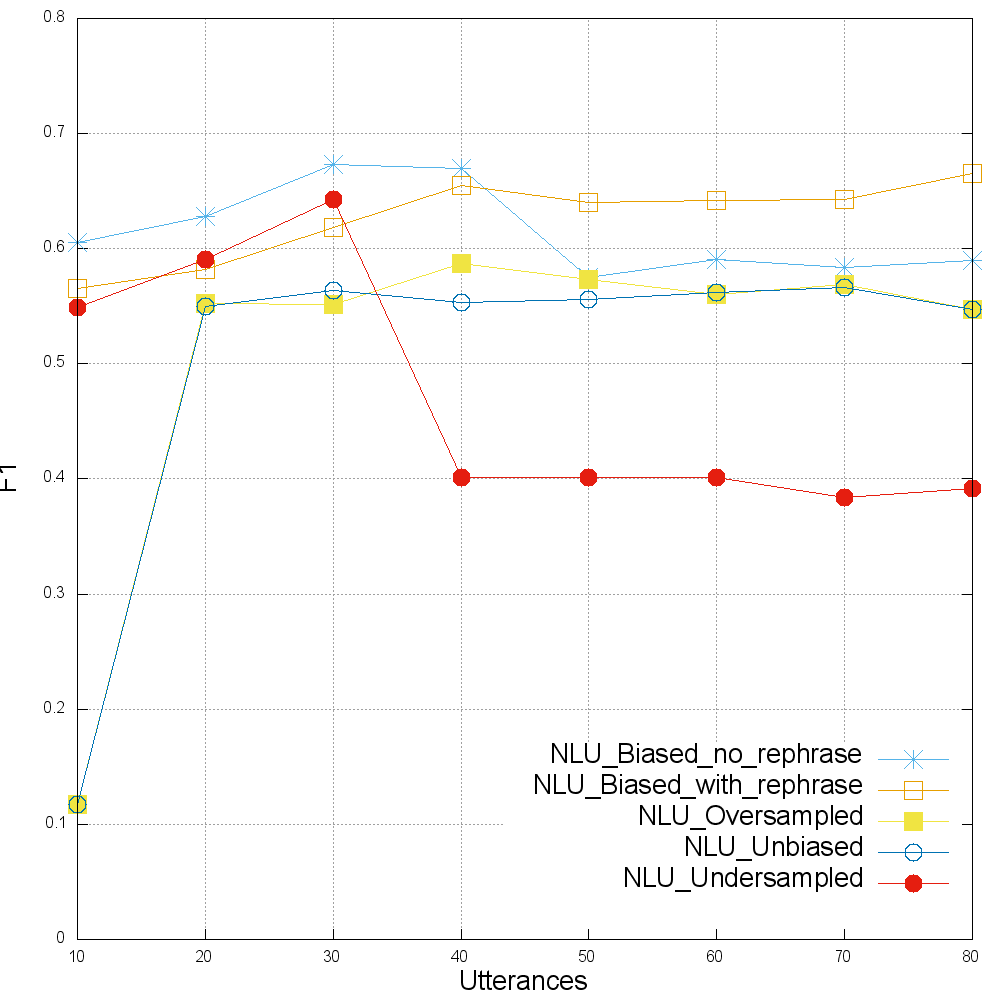 0.8
0.7
0.6
0.5
0.4
0.3
0.2
0.1
0
F1
NLU_Biased_no_rephrase
NLU_Biased_with_rephrase
NLU_Oversampled
NLU_Unbiased
NLU_Undersampled
10 20 30 40 50 60 70 80
Utterances